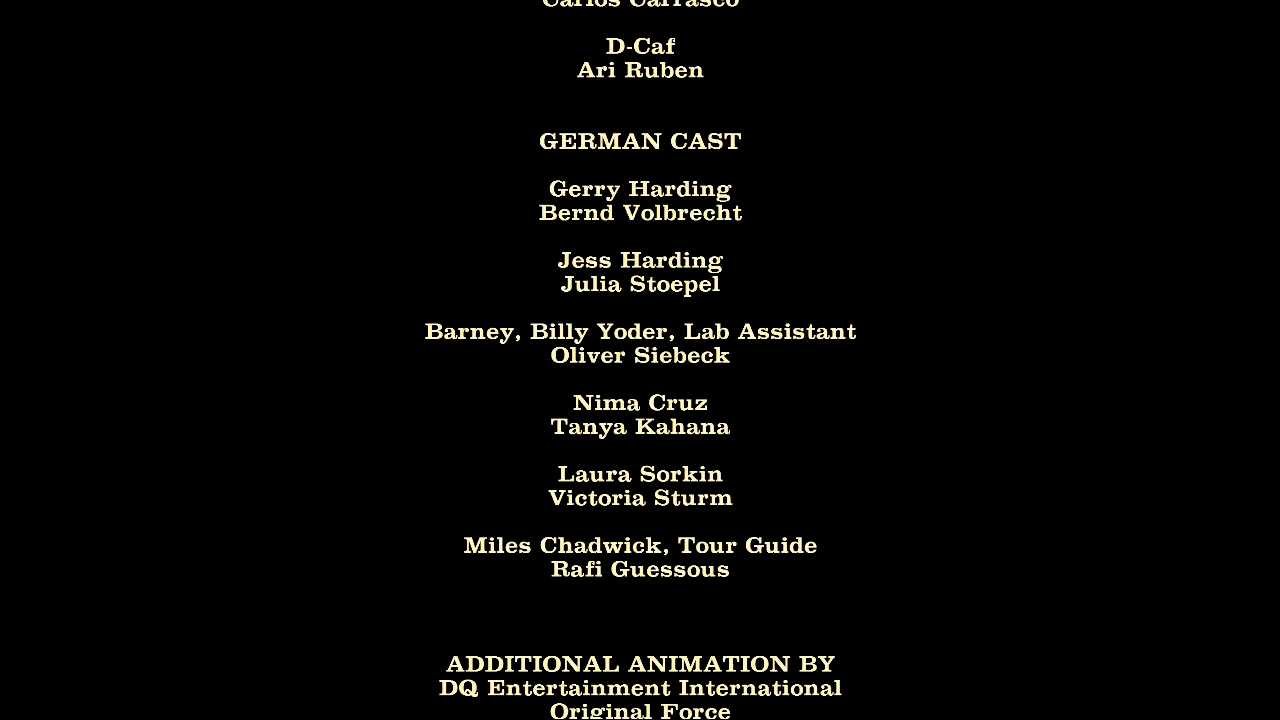 Carlos Carrasco
D-Caf
Ari Ruben
GERMAN CAST
Gerry Harding
Bernd Volbrecht
Jess Harding
Julia Stoepel
Barney, Billy Yoder, Lab Assistant
Oliver Siebeck
Nima Cruz
Tanya Kahana
Laura Sorkin
Victoria Sturm
Miles Chadwick, Tour Guide
Rafi Guessous
ADDITIONAL ANIMATION BY
DQ Entertainment International
Original Force